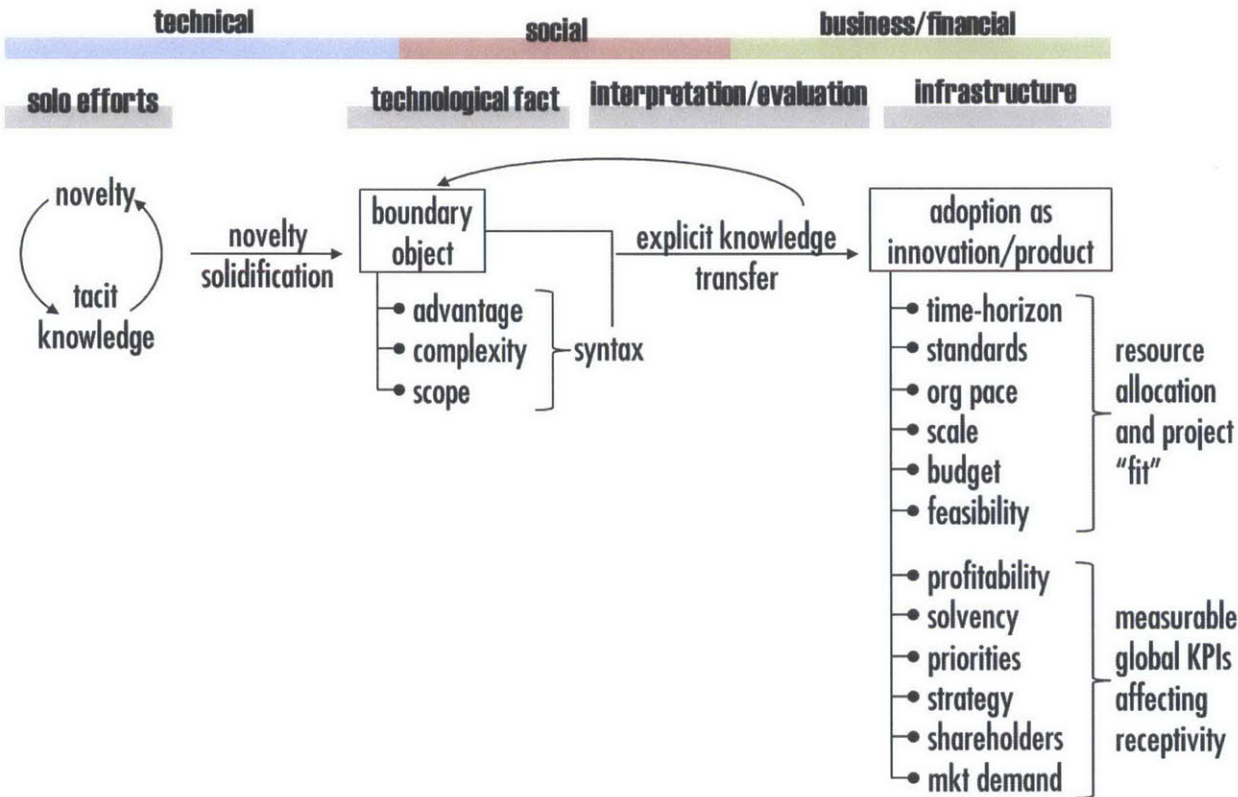 technical
social
business/financial
solo efforts
technological fact
interpretation/evaluation
infrastructure
novelty
tacit
knowledge
novelty
solidification
boundary
object
advantage
complexity
scope
syntax
explicit knowledge
transfer
adoption as
innovation/product
time-horizon
standards
org pace
scale
budget
feasibility
resource
allocation
and project
"fit"
profitability
solvency
priorities
strategy
shareholders
mkt demand
measurable
global KPIs
affecting
receptivity